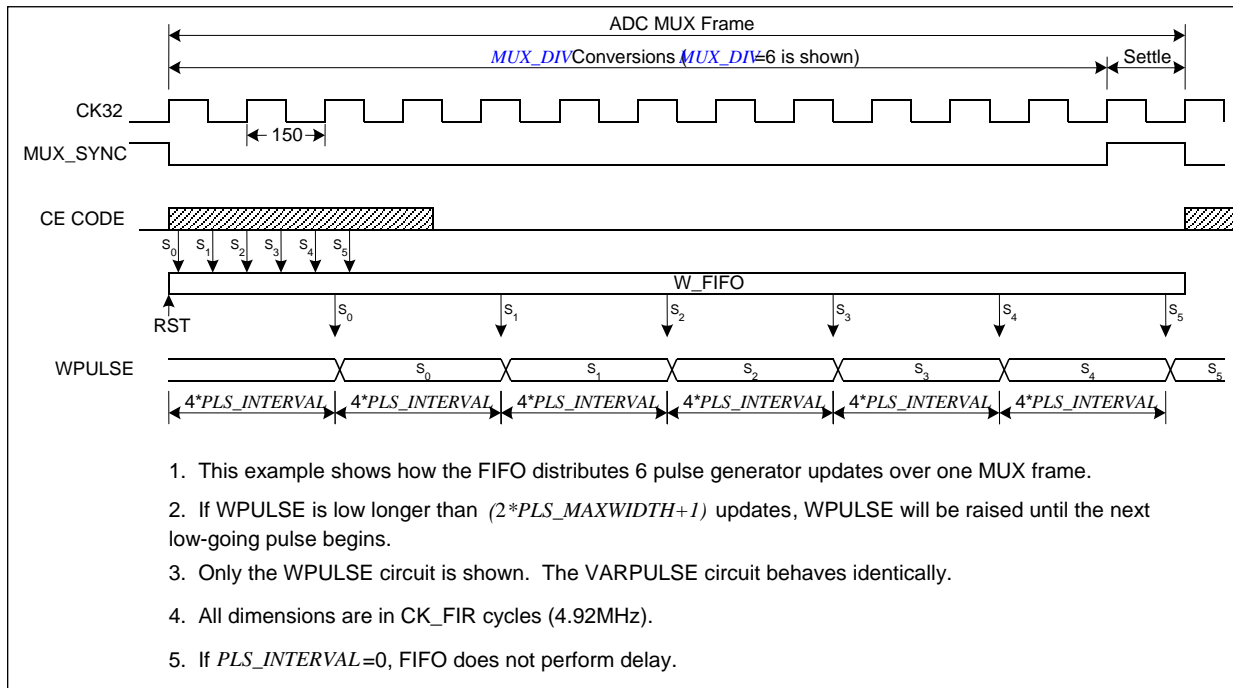 ADC MUX Frame
MUX_DIV Conversions (MUX_DIV=6 is shown)
Settle
CK32
150
MUX_SYNC
CE CODE
S0 S1 S2 S3 S4 S5
W_FIFO
RST
S0 S1 S2 S3 S4 S5
WPULSE
S0 S1 S2 S3 S4 S5
4*PLS_INTERVAL 4*PLS_INTERVAL 4*PLS_INTERVAL 4*PLS_INTERVAL 4*PLS_INTERVAL 4*PLS_INTERVAL
1. This example shows how the FIFO distributes 6 pulse generator updates over one MUX frame.
2. If WPULSE is low longer than (2*PLS_MAXWIDTH+1) updates, WPULSE will be raised until the next
low-going pulse begins.
3. Only the WPULSE circuit is shown. The VARPULSE circuit behaves identically.
4. All dimensions are in CK_FIR cycles (4.92MHz).
5. If PLS_INTERVAL=0, FIFO does not perform delay.